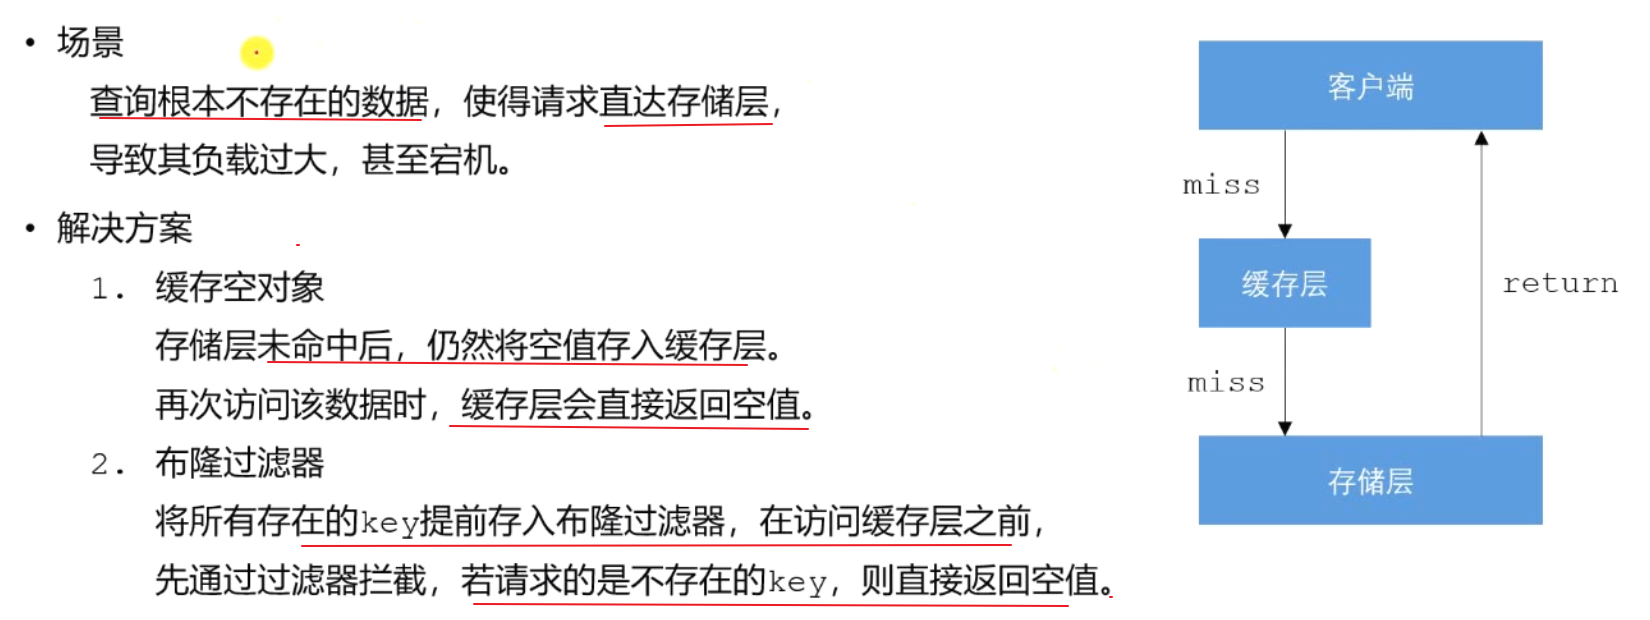 • 场景
查询根本不存在的数据，使得请求直达存储层，
导致其负载过大，甚至宕机。
• 解决方案
1. 缓存空对象
存储层未命中后，仍然将空值存入缓存层。
再次访问该数据时，缓存层会直接返回空值。
2. 布隆过滤器
将所有存在的key提前存入布隆过滤器，在访问缓存层之前，
先通过过滤器拦截，若请求的是不存在的key，则直接返回空值。
客户端
miss
缓存层
return
miss
存储层